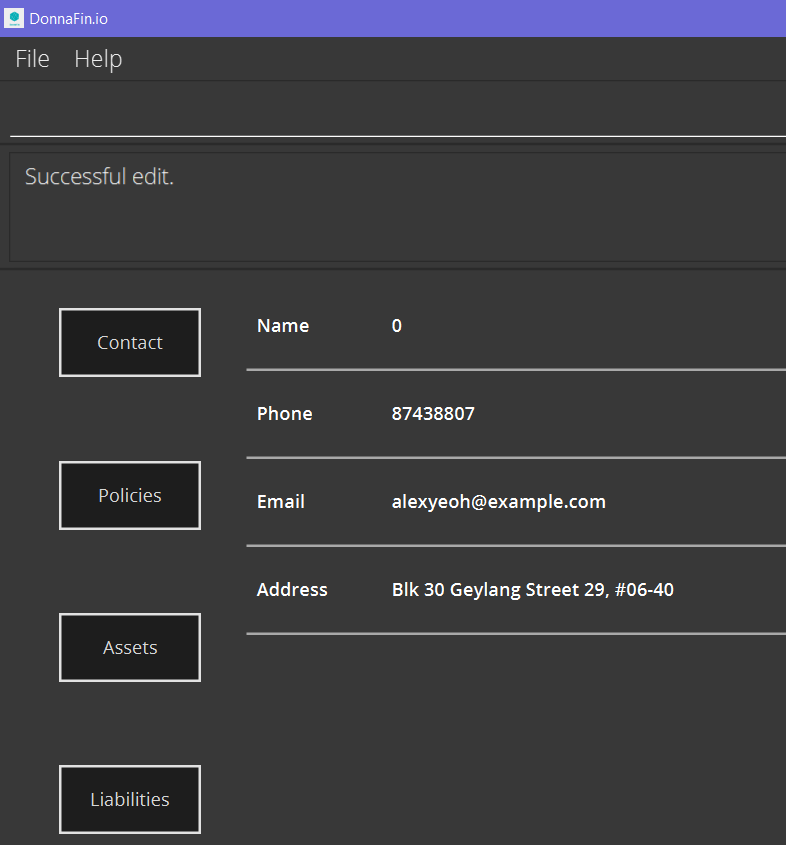 DonnaFin.io
File Help
Successful edit.
Contact
Name 0
Phone 87438807
Policies
Email alexyeoh@example.com
Address Blk 30 Geylang Street 29, #06-40
Assets
Liabilities